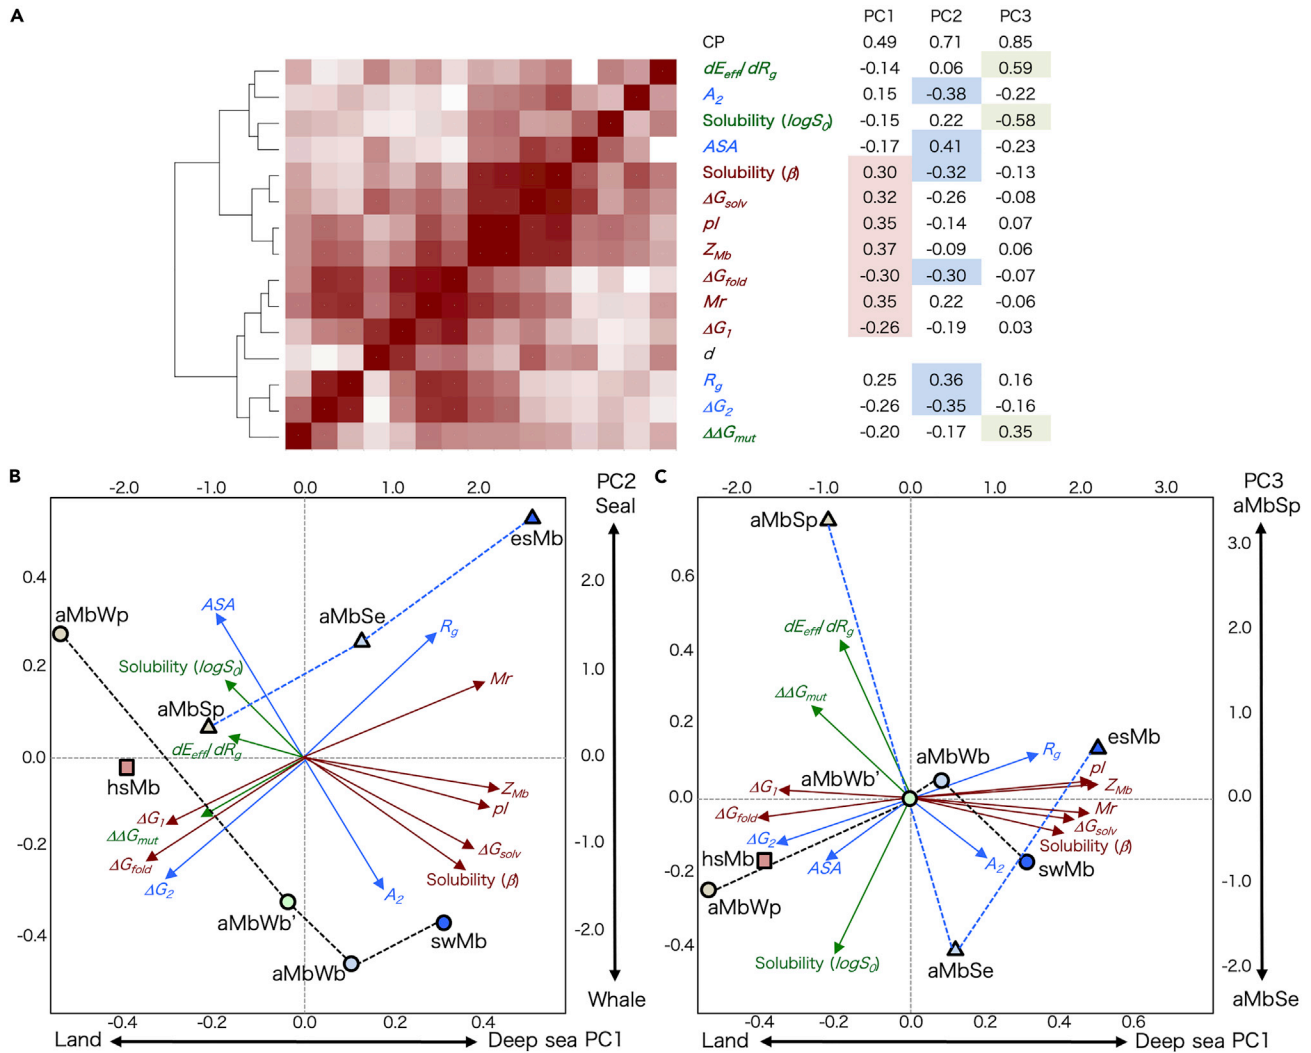 A
PC1 PC2 PC3
CP 0.49 0.71 0.85
dEeff/dRg -0.14 0.06 0.59
A2 0.15 -0.38 -0.22
Solubility (logS0) -0.15 0.22 -0.58
ASA -0.17 0.41 -0.23
Solubility (β) 0.30 -0.32 -0.13
ΔGsolv 0.32 -0.26 -0.08
pI 0.35 -0.14 0.07
ZMb 0.37 -0.09 0.06
ΔGfold -0.30 -0.30 -0.07
Mr 0.35 0.22 -0.06
ΔG1 -0.26 -0.19 0.03
d
Rg 0.25 0.36 0.16
ΔG2 -0.26 -0.35 -0.16
ΔΔGmut -0.20 -0.17 0.35
B
-2.0 -1.0 0.0 1.0 2.0
PC2
Seal
esMb
0.4
2.0
aMbWp
ASA
aMbSe
Rg
0.2
Solubility (logS0)
1.0
Mr
aMbSp
dEeff/dRg
0.0
0.0
hsMb
ZMb
pI
ΔG1
ΔΔGmut
-0.2
-1.0
ΔGsolv
ΔGfold
Solubility (β)
ΔG2
A2
aMbWb'
swMb
-0.4
-2.0
aMbWb
Whale
-0.4 -0.2 0.0 0.2 0.4
Land
Deep sea PC1
C
-2.0 -1.0 0.0 1.0 2.0 3.0
PC3
aMbSp
aMbSp
3.0
0.6
dEeff/dRg
2.0
0.4
ΔΔGmut
1.0
0.2
esMb
aMbWb
Rg
aMbWb'
pI
ΔG1
ZMb
0.0
0.0
ΔGfold
Mr
ΔGsolv
ΔG2
Solubility (β)
hsMb
ASA
A2
swMb
-0.2
-1.0
aMbWp
-0.4
Solubility (logS0)
aMbSe
-2.0
aMbSe
-0.4 -0.2 0.0 0.2 0.4 0.6
Land
Deep sea PC1